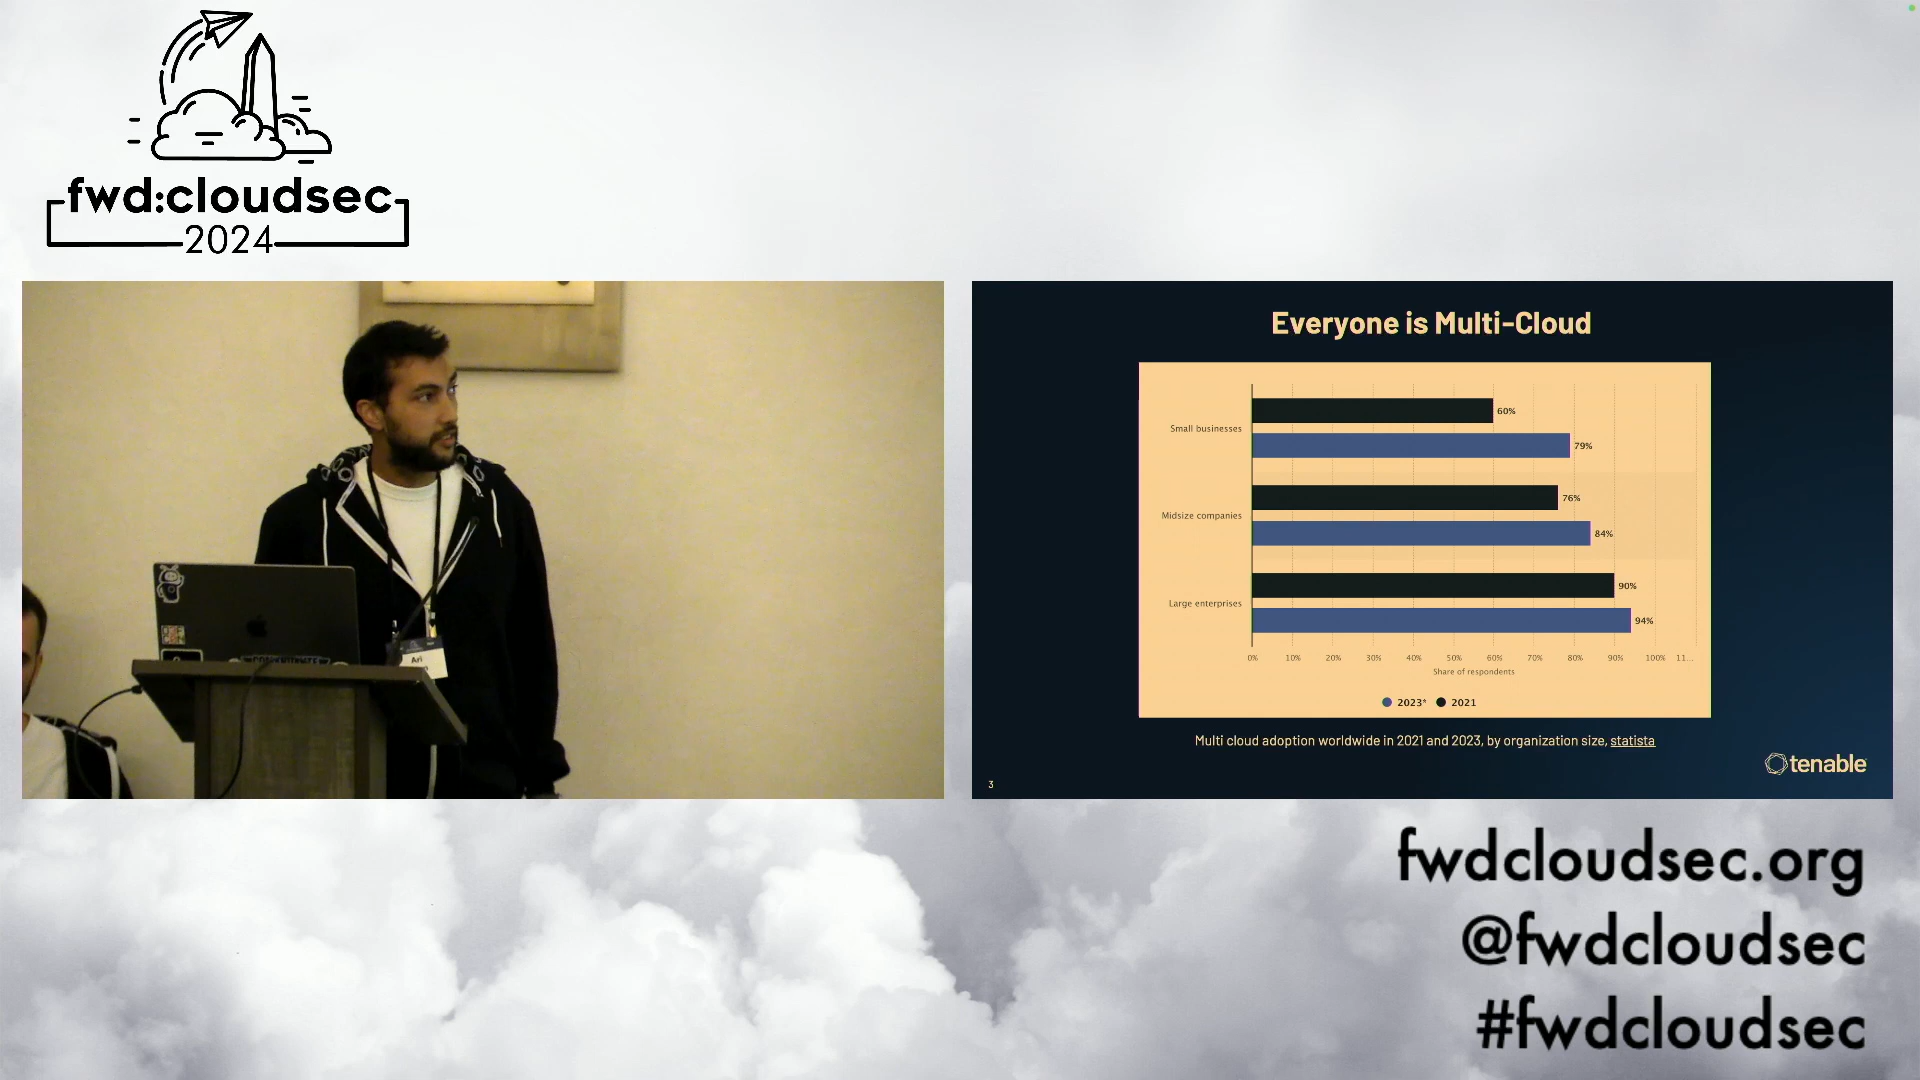 fwd:cloudsec
2024
Ari
Everyone is Multi-Cloud
Small businesses
60%
79%
Midsize companies
76%
84%
Large enterprises
90%
94%
0% 10% 20% 30% 40% 50% 60% 70% 80% 90% 100% 11...
Share of respondents
2023* 2021
Multi cloud adoption worldwide in 2021 and 2023, by organization size, statista
tenable
3
fwdcloudsec.org
@fwdcloudsec
#fwdcloudsec